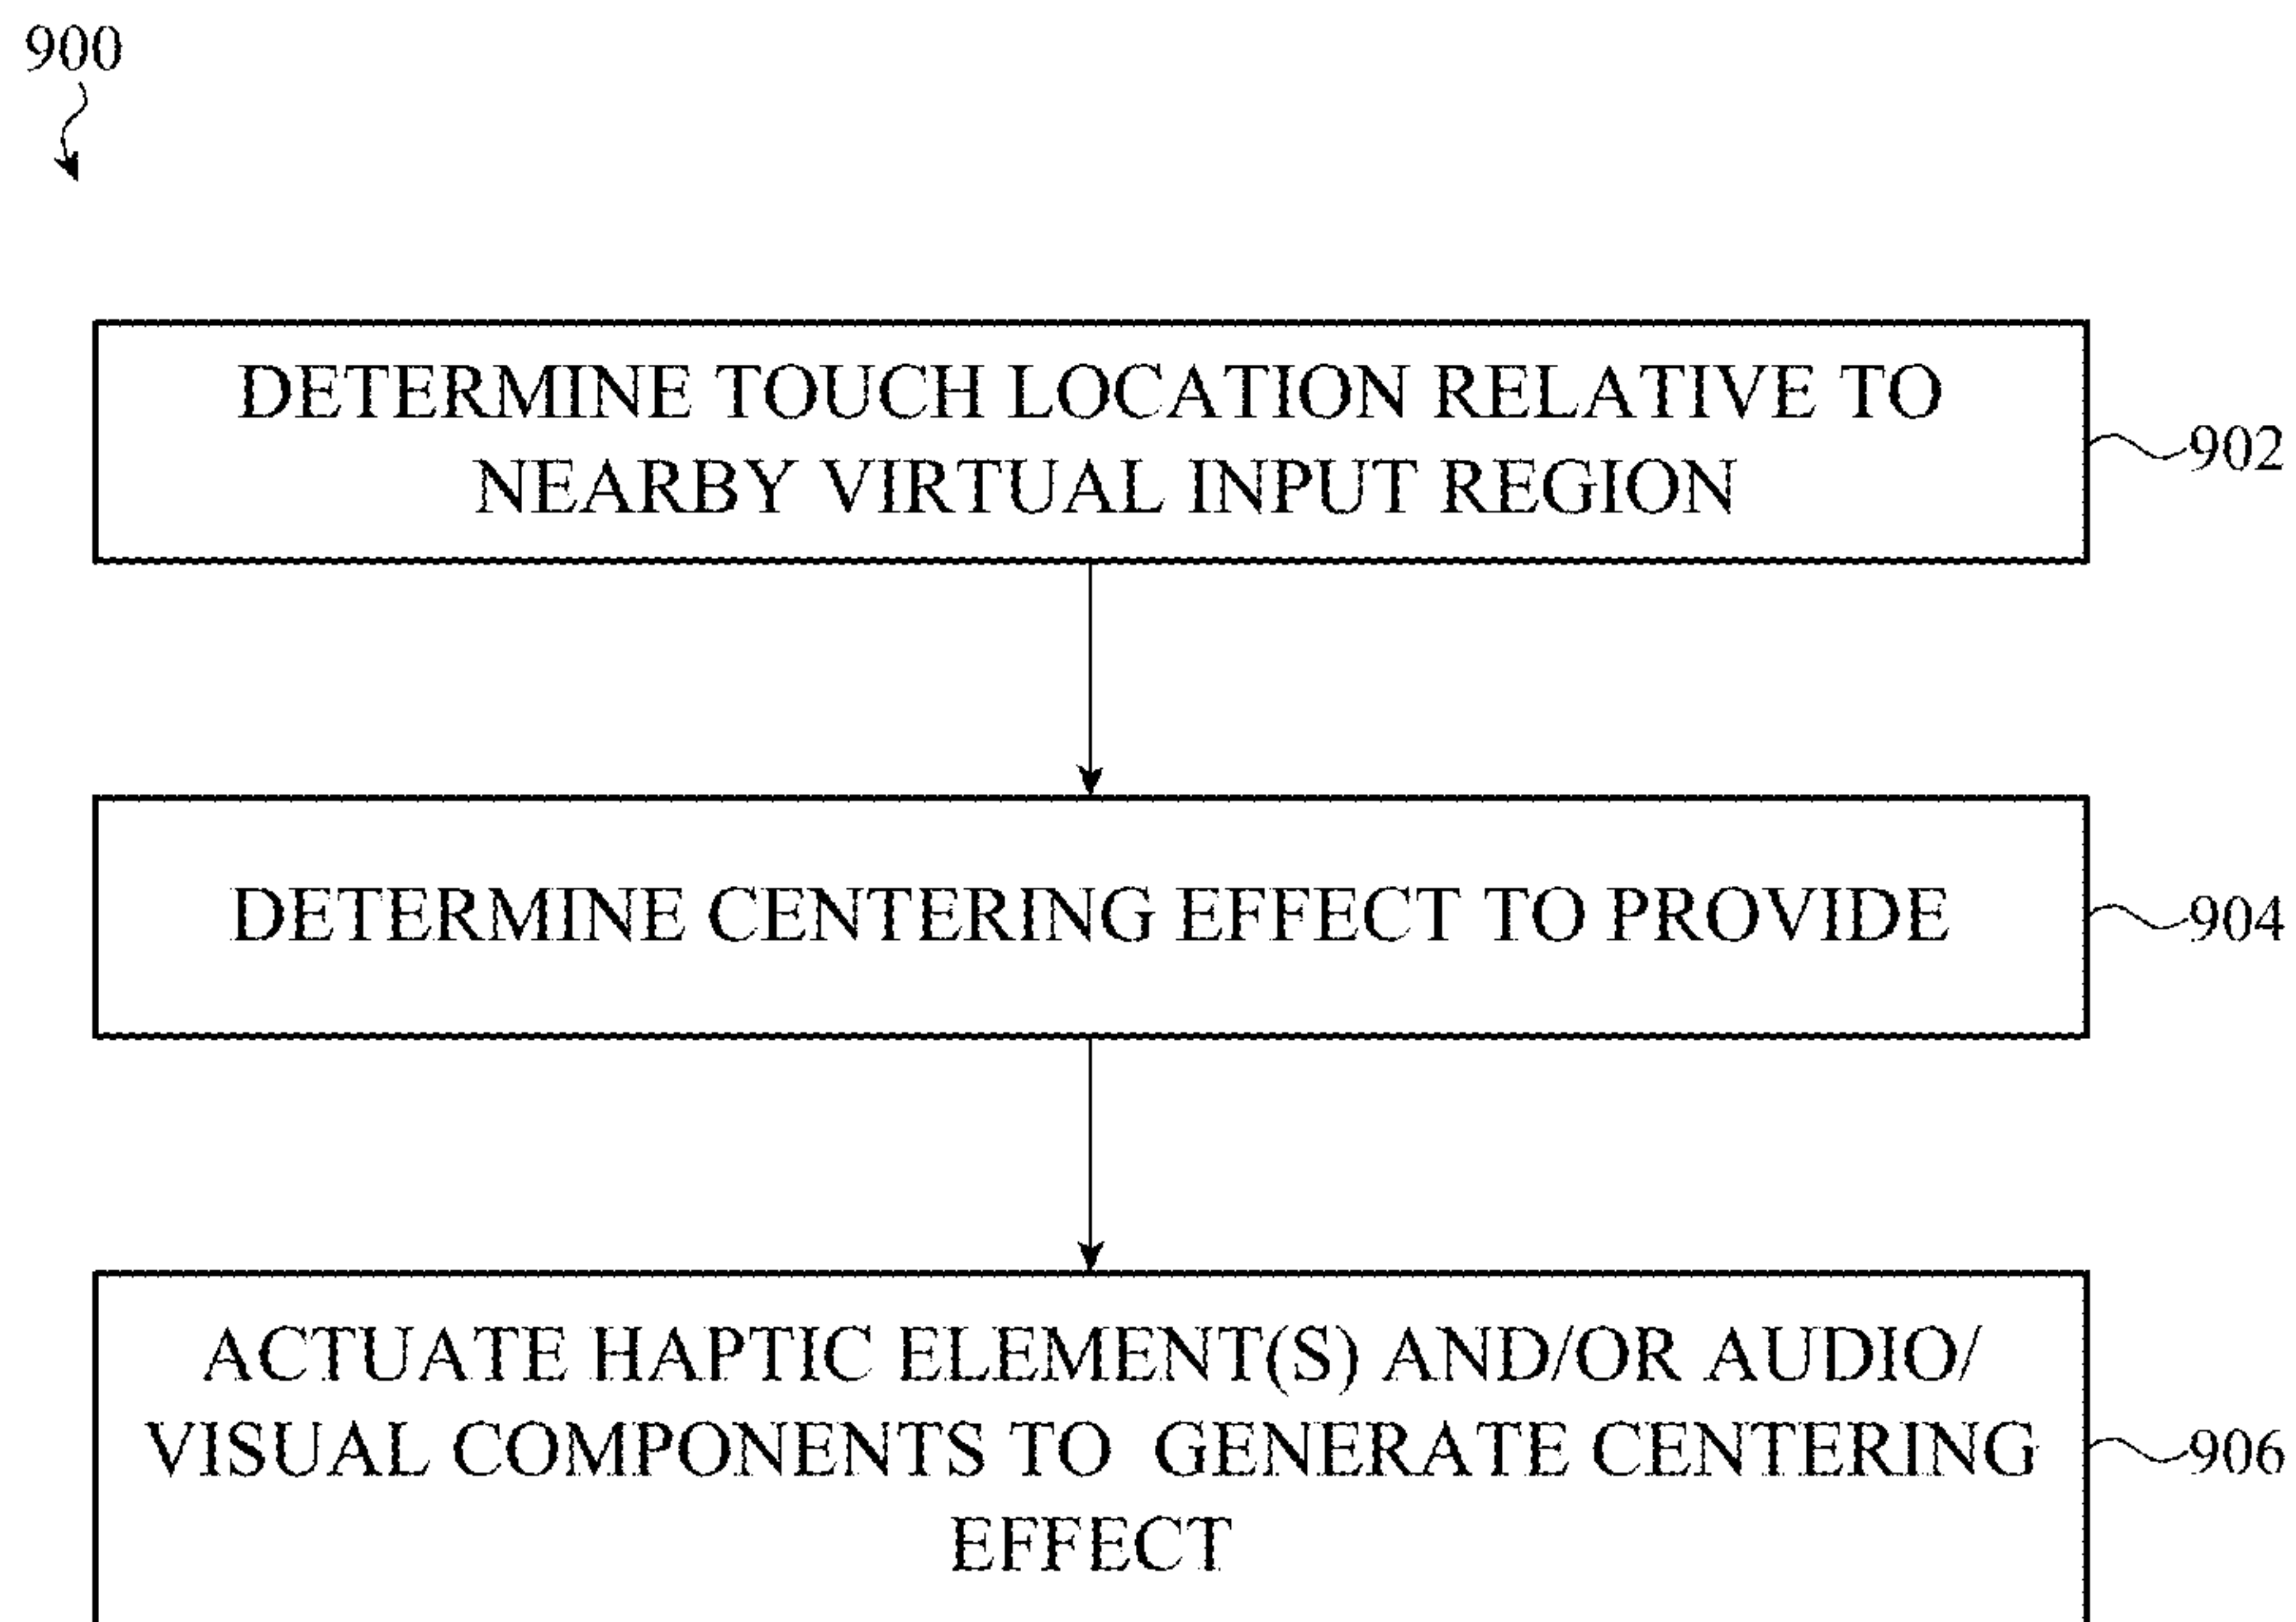 900
DETERMINE TOUCH LOCATION RELATIVE TO
NEARBY VIRTUAL INPUT REGION
902
DETERMINE CENTERING EFFECT TO PROVIDE
904
ACTUATE HAPTIC ELEMENT(S) AND/OR AUDIO/
VISUAL COMPONENTS TO GENERATE CENTERING
EFFECT
906